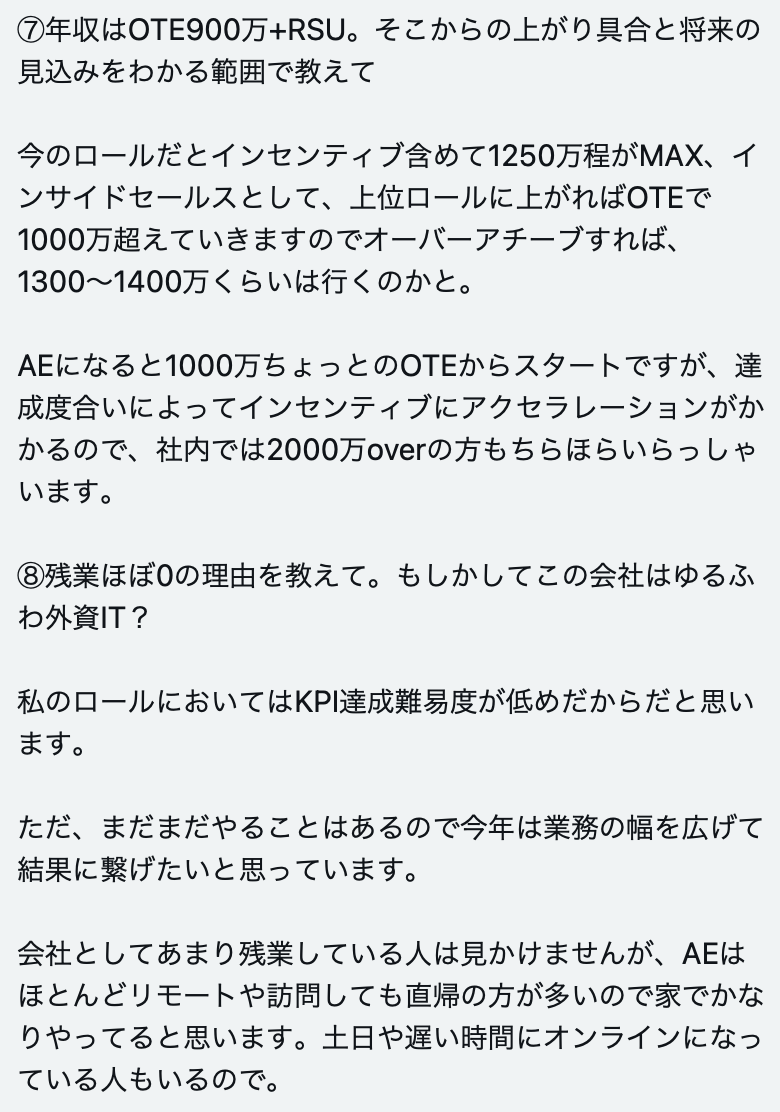 ⑦年収はOTE900万+RSU。そこからの上がり具合と将来の
見込みをわかる範囲で教えて
今のロールだとインセンティブ含めて1250万程がMAX、イ
ンサイドセールスとして、上位ロールに上がればOTEで
1000万超えていきますのでオーバーアチーブすれば、
1300〜1400万くらいは行くのかと。
AEになると1000万ちょっとのOTEからスタートですが、達
成度合いによってインセンティブにアクセラレーションがか
かるので、社内では2000万overの方もちらほらいらっしゃ
います。
⑧残業ほぼ0の理由を教えて。もしかしてこの会社はゆるふ
わ外資IT？
私のロールにおいてはKPI達成難易度が低めだからだと思い
ます。
ただ、まだまだやることはあるので今年は業務の幅を広げて
結果に繋げたいと思っています。
会社としてあまり残業している人は見かけませんが、AEは
ほとんどリモートや訪問しても直帰の方が多いので家でかな
りやってると思います。土日や遅い時間にオンラインになっ
ている人もいるので。